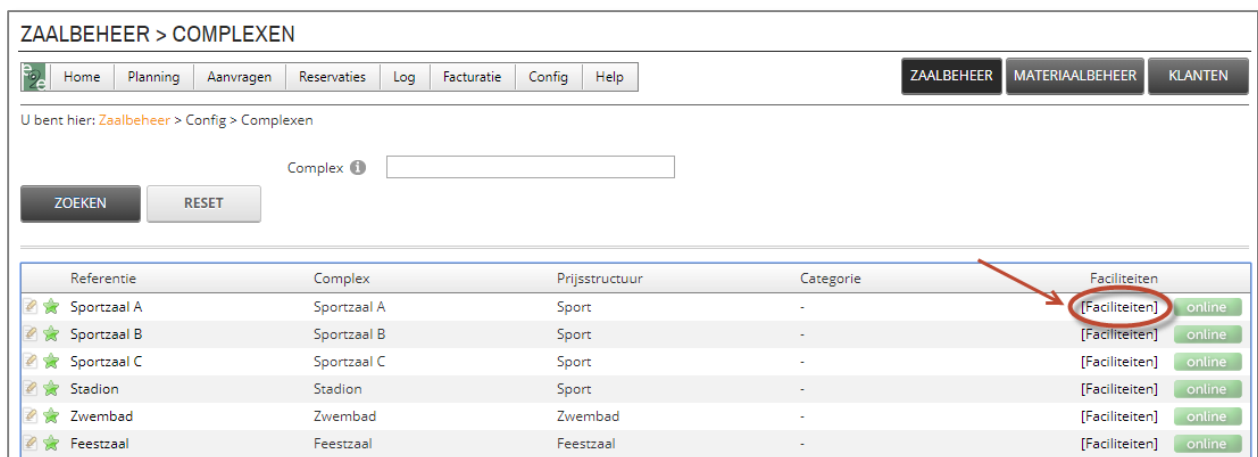 ZAALBEHEER > COMPLEXEN
e2e Home Planning Aanvragen Reservaties Log Facturatie Config Help ZAALBEHEER MATERIAALBEHEER KLANTEN
U bent hier: Zaalbeheer > Config > Complexen
Complex i
ZOEKEN RESET
Referentie Complex Prijsstructuur Categorie Faciliteiten
Sportzaal A Sportzaal A Sport - [Faciliteiten] online
Sportzaal B Sportzaal B Sport - [Faciliteiten] online
Sportzaal C Sportzaal C Sport - [Faciliteiten] online
Stadion Stadion Sport - [Faciliteiten] online
Zwembad Zwembad Zwembad - [Faciliteiten] online
Feestzaal Feestzaal Feestzaal - [Faciliteiten] online